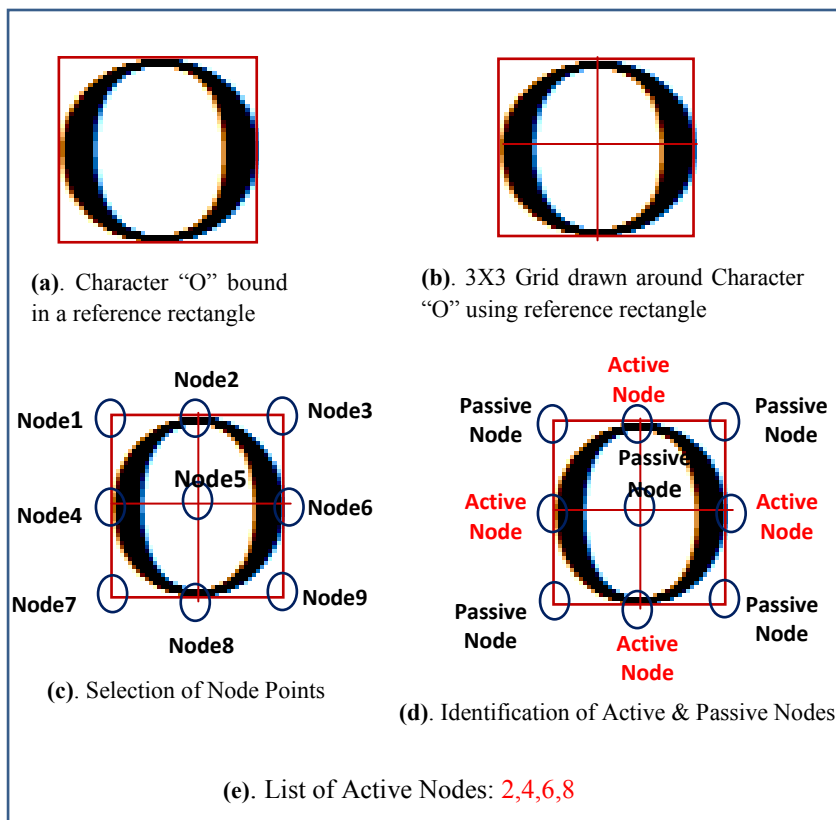 (a). Character “O” bound
in a reference rectangle
(b). 3X3 Grid drawn around Character
“O” using reference rectangle
Node1
Node2
Node3
Node4
Node5
Node6
Node7
Node8
Node9
(c). Selection of Node Points
Passive
Node
Active
Node
Passive
Node
Active
Node
Passive
Node
Active
Node
Passive
Node
Active
Node
Passive
Node
(d). Identification of Active & Passive Nodes
(e). List of Active Nodes: 2,4,6,8